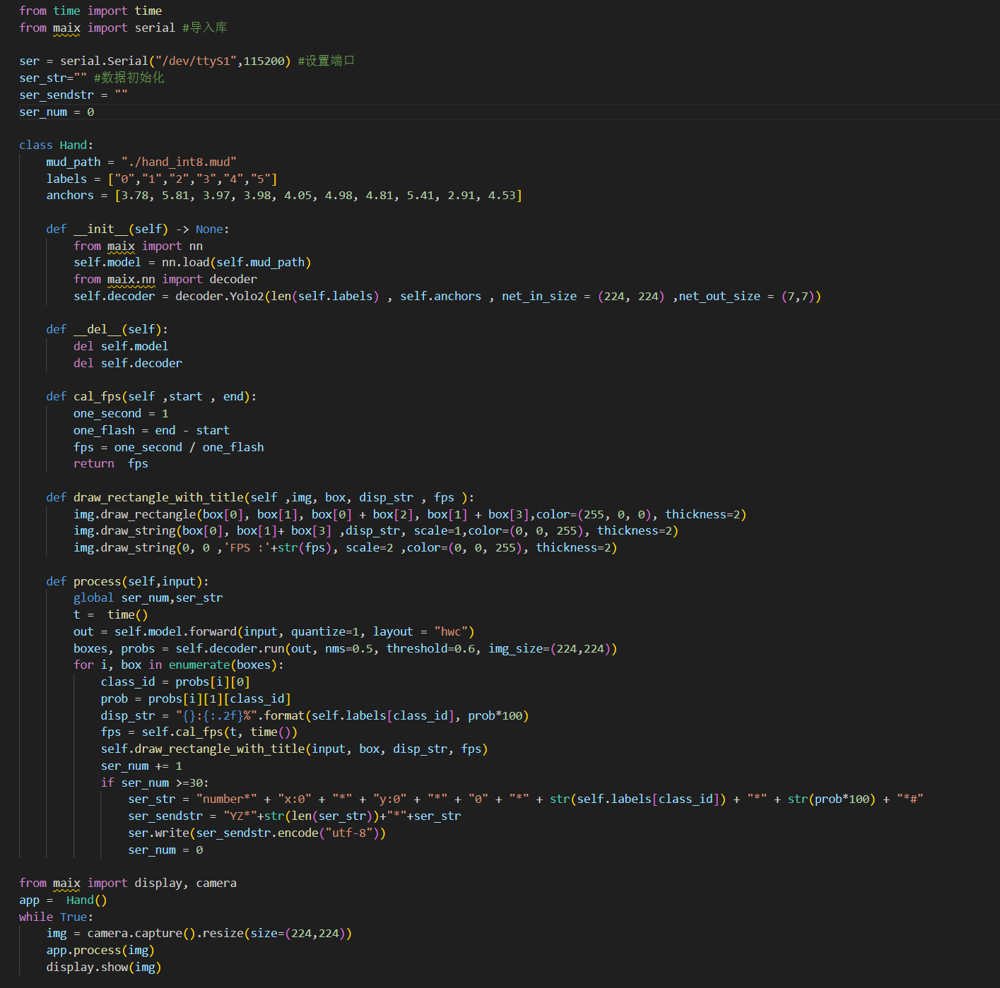 from time import time
from maix import serial #导入库
ser = serial.Serial("/dev/ttyS1",115200) #设置端口
ser_str="" #数据初始化
ser_sendstr = ""
ser_num = 0
class Hand:
    mud_path = "./hand_int8.mud"
    labels = ["0","1","2","3","4","5"]
    anchors = [3.78, 5.81, 3.97, 3.98, 4.05, 4.98, 4.81, 5.41, 2.91, 4.53]
    def __init__(self) -> None:
        from maix import nn
        self.model = nn.load(self.mud_path)
        from maix.nn import decoder
        self.decoder = decoder.Yolo2(len(self.labels) , self.anchors , net_in_size = (224, 224) ,net_out_size = (7,7))
    def __del__(self):
        del self.model
        del self.decoder
    def cal_fps(self ,start , end):
        one_second = 1
        one_flash = end - start
        fps = one_second / one_flash
        return  fps
    def draw_rectangle_with_title(self ,img, box, disp_str , fps ):
        img.draw_rectangle(box[0], box[1], box[0] + box[2], box[1] + box[3],color=(255, 0, 0), thickness=2)
        img.draw_string(box[0], box[1]+ box[3] ,disp_str, scale=1,color=(0, 0, 255), thickness=2)
        img.draw_string(0, 0 ,'FPS :'+str(fps), scale=2 ,color=(0, 0, 255), thickness=2)
    def process(self,input):
        global ser_num,ser_str
        t =  time()
        out = self.model.forward(input, quantize=1, layout = "hwc")
        boxes, probs = self.decoder.run(out, nms=0.5, threshold=0.6, img_size=(224,224))
        for i, box in enumerate(boxes):
            class_id = probs[i][0]
            prob = probs[i][1][class_id]
            disp_str = "{}:{:.2f}%".format(self.labels[class_id], prob*100)
            fps = self.cal_fps(t, time())
            self.draw_rectangle_with_title(input, box, disp_str, fps)
            ser_num += 1
            if ser_num >=30:
                ser_str = "number*" + "x:0" + "*" + "y:0" + "*" + "0" + "*" + str(self.labels[class_id]) + "*" + str(prob*100) + "*#"
                ser_sendstr = "YZ*"+str(len(ser_str))+"*"+ser_str
                ser.write(ser_sendstr.encode("utf-8"))
                ser_num = 0
from maix import display, camera
app =  Hand()
while True:
    img = camera.capture().resize(size=(224,224))
    app.process(img)
    display.show(img)